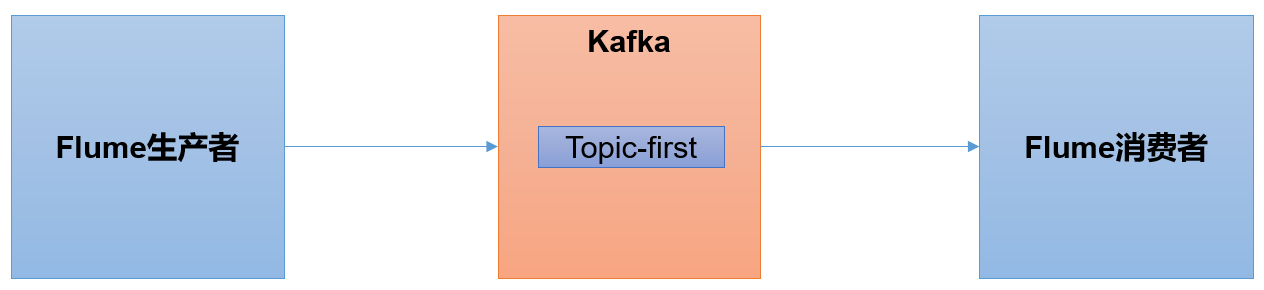 Flume生产者
Kafka
Topic-first
Flume消费者